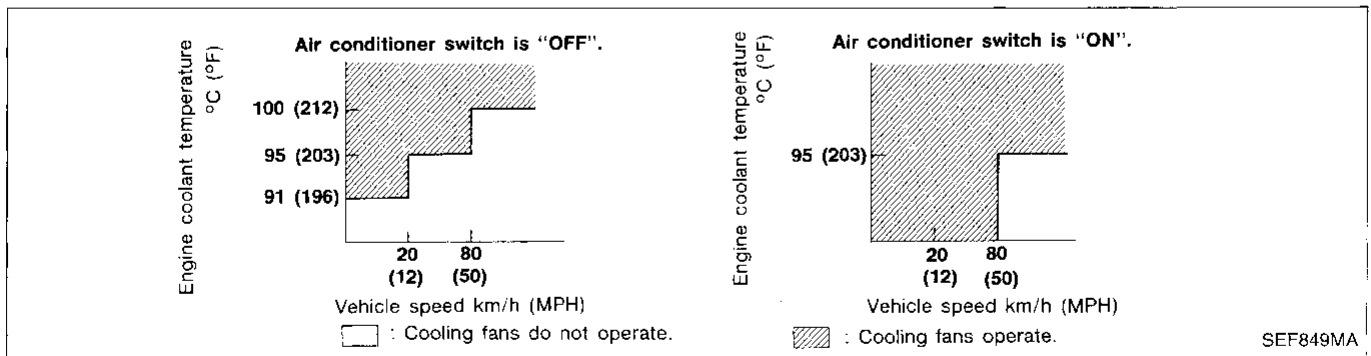 Air conditioner switch is “OFF”.
Engine coolant temperature
°C (°F)
100 (212)
95 (203)
91 (196)
20
(12)
80
(50)
Vehicle speed km/h (MPH)
: Cooling fans do not operate.
Air conditioner switch is “ON”.
Engine coolant temperature
°C (°F)
95 (203)
20
(12)
80
(50)
Vehicle speed km/h (MPH)
: Cooling fans operate.
SEF849MA